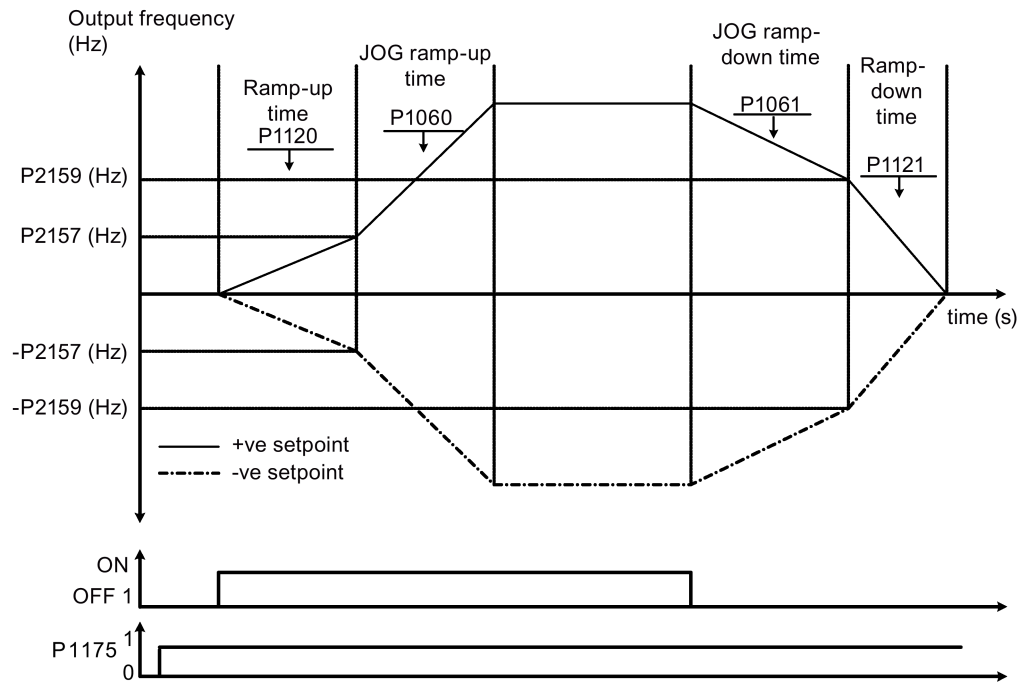 Output frequency
(Hz)
Ramp-up
time
P1120
JOG ramp-up
time
P1060
JOG ramp-
down time
P1061
Ramp-
down
time
P1121
P2159 (Hz)
P2157 (Hz)
time (s)
-P2157 (Hz)
-P2159 (Hz)
+ve setpoint
-ve setpoint
ON
OFF 1
P1175
1
0